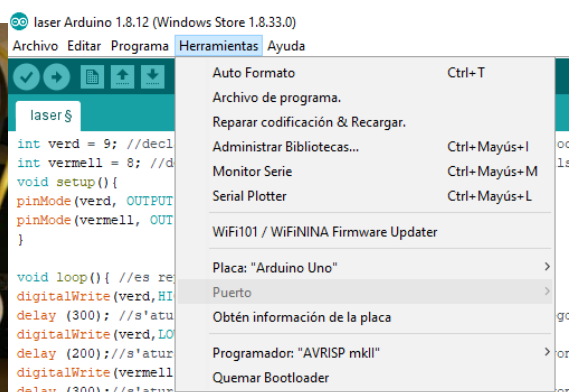 laser Arduino 1.8.12 (Windows Store 1.8.33.0)
Archivo Editar Programa Herramientas Ayuda
laser§
Auto Formato Ctrl+T
Archivo de programa.
Reparar codificación & Recargar.
Administrar Bibliotecas... Ctrl+Mayús+I
Monitor Serie Ctrl+Mayús+M
Serial Plotter Ctrl+Mayús+L
WiFi101 / WiFiNINA Firmware Updater
Placa: "Arduino Uno"
Puerto
Obtén información de la placa
Programador: "AVRISP mkII"
Quemar Bootloader
int verd = 9; //decl
int vermell = 8; //d
void setup(){
pinMode(verd, OUTPUT
pinMode(vermell, OUT
}
void loop(){ //es re
digitalWrite(verd,HI
delay (300); //s'atu
digitalWrite(verd,LO
delay (200);//s'atur
digitalWrite(vermell
delay (300);//s'atur